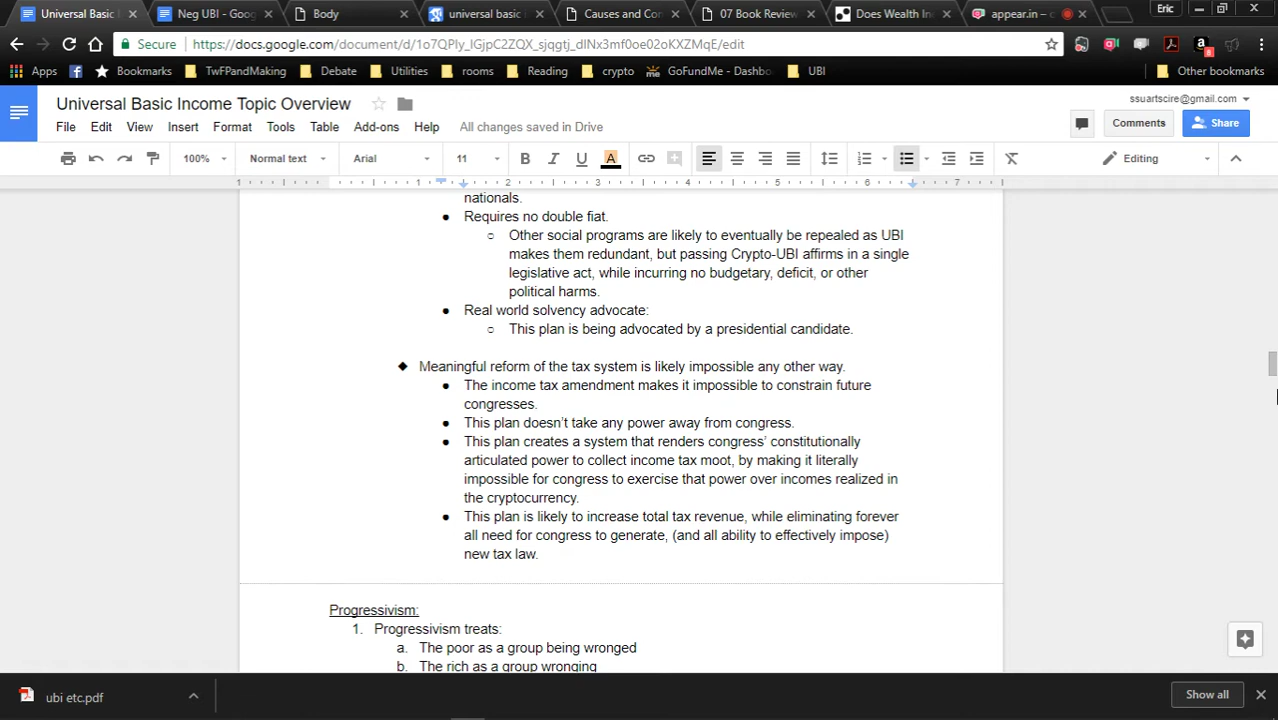 Universal Basic
Neg UBI - Goog
Body
universal basic
Causes and Con
07 Book Review
Does Wealth In
appear.in –
Eric
Secure
https://docs.google.com/document/d/1o7QPIy_IGjpC2ZQX_sjqgtj_dINx3mf0oe02oKXZMqE/edit
8
Apps
Bookmarks
TwFPandMaking
Debate
Utilities
rooms
Reading
crypto
GoFundMe - Dashbo
UBI
Other bookmarks
Universal Basic Income Topic Overview
ssuartscire@gmail.com
File Edit View Insert Format Tools Table Add-ons Help All changes saved in Drive
Comments
Share
100% Normal text Arial 11 B I U A Editing
1 1 2 3 4 5 6 7
nationals.
● Requires no double fiat.
○ Other social programs are likely to eventually be repealed as UBI
makes them redundant, but passing Crypto-UBI affirms in a single
legislative act, while incurring no budgetary, deficit, or other
political harms.
● Real world solvency advocate:
○ This plan is being advocated by a presidential candidate.
◆ Meaningful reform of the tax system is likely impossible any other way.
● The income tax amendment makes it impossible to constrain future
congresses.
● This plan doesn't take any power away from congress.
● This plan creates a system that renders congress' constitutionally
articulated power to collect income tax moot, by making it literally
impossible for congress to exercise that power over incomes realized in
the cryptocurrency.
● This plan is likely to increase total tax revenue, while eliminating forever
all need for congress to generate, (and all ability to effectively impose)
new tax law.
Progressivism:
1. Progressivism treats:
a. The poor as a group being wronged
b. The rich as a group wronging
ubi etc.pdf
Show all